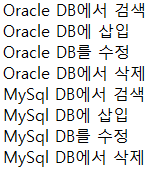 Oracle DB에서 검색
Oracle DB에 삽입
Oracle DB를 수정
Oracle DB에서 삭제
MySql DB에서 검색
MySql DB에 삽입
MySql DB를 수정
MySql DB에서 삭제